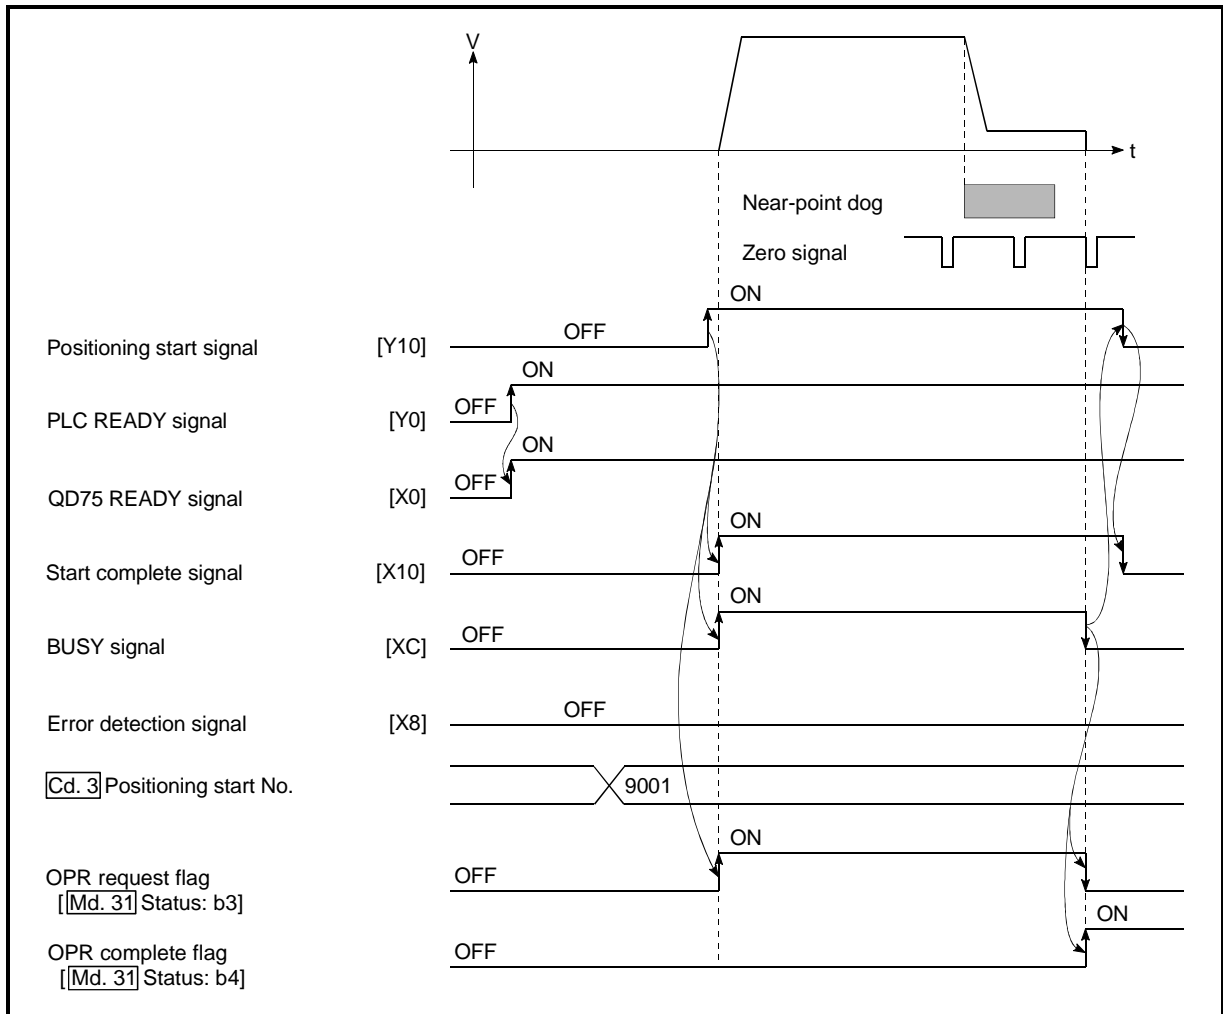 V
t
Near-point dog
Zero signal
ON
Positioning start signal [Y10] OFF
ON
PLC READY signal [Y0] OFF
ON
QD75 READY signal [X0] OFF
ON
Start complete signal [X10] OFF
ON
BUSY signal [XC] OFF
Error detection signal [X8] OFF
Cd. 3 Positioning start No. 9001
ON
OPR request flag OFF
[Md. 31 Status: b3]
ON
OPR complete flag OFF
[Md. 31 Status: b4]